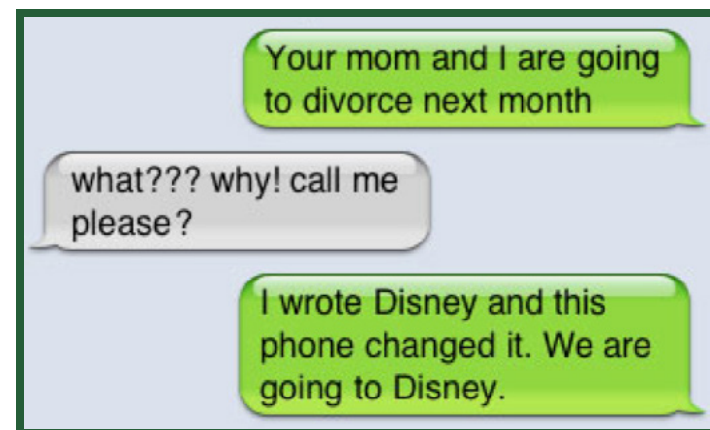 Your mom and I are going
to divorce next month
what??? why! call me
please?
I wrote Disney and this
phone changed it. We are
going to Disney.